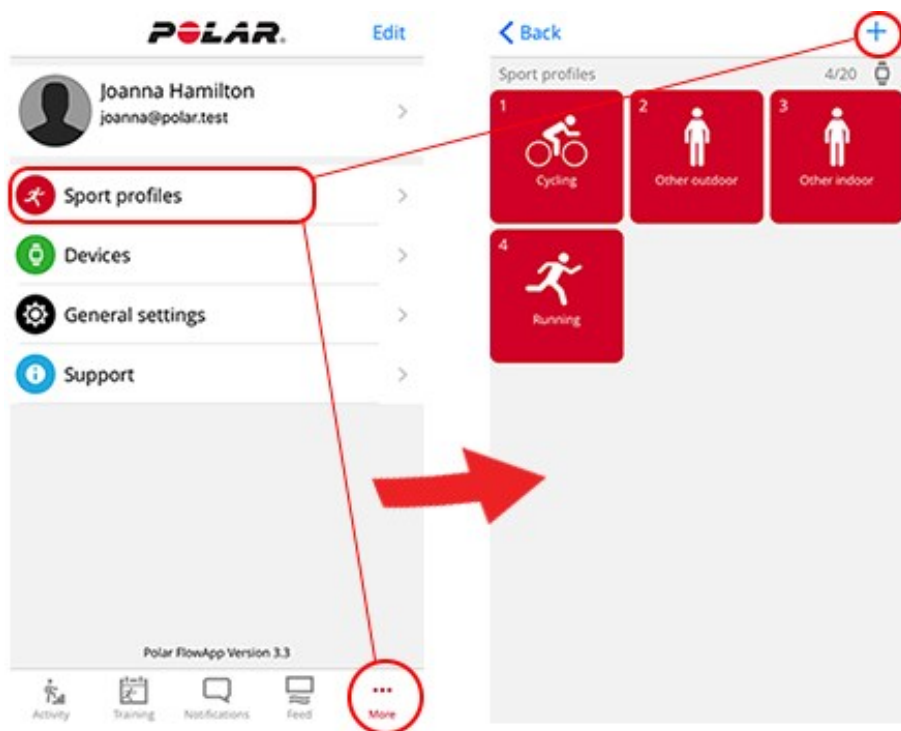 POLAR.
Edit
Joanna Hamilton
joanna@polar.test
Sport profiles
Devices
General settings
Support
Polar FlowApp Version 3.3
Activity
Training
Notifications
Feed
More
Back
+
Sport profiles
4/20
1
Cycling
2
Other outdoor
3
Other indoor
4
Running